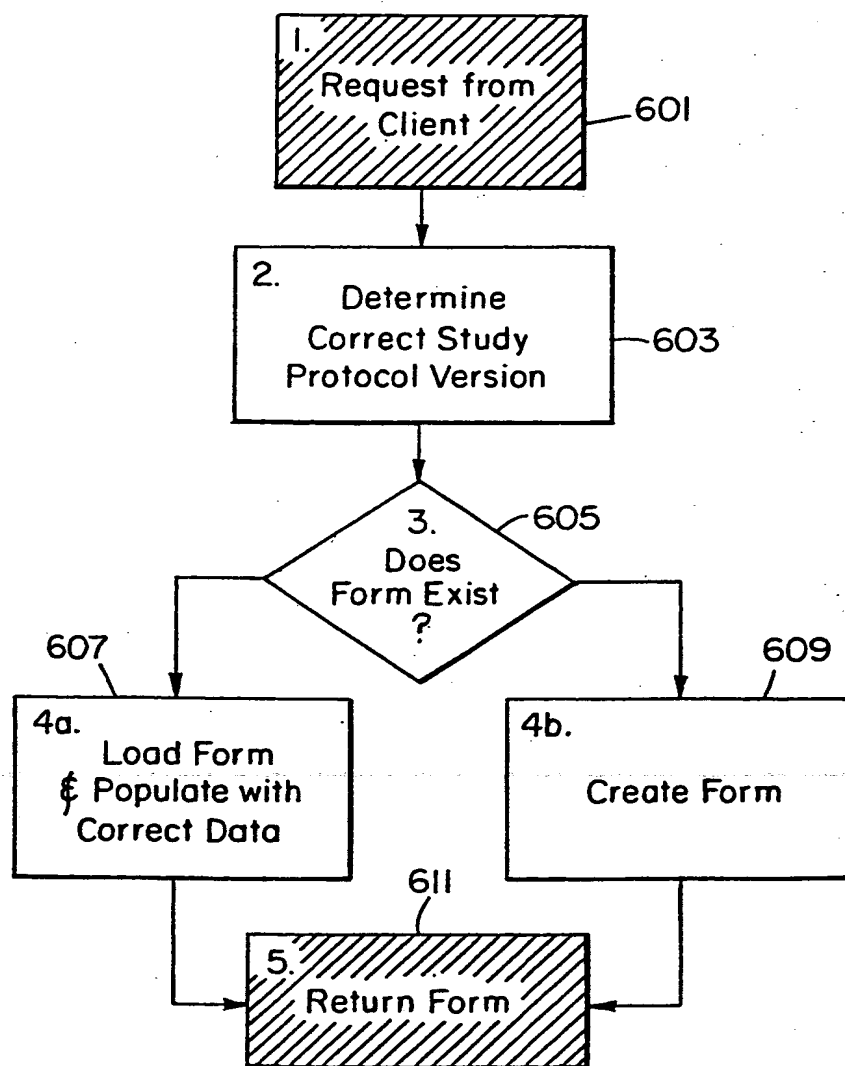 1.
Request from
Client
601
2.
Determine
Correct Study
Protocol Version
603
3.
Does
Form Exist
?
605
607
4a.
Load Form
& Populate with
Correct Data
609
4b.
Create Form
611
5.
Return Form